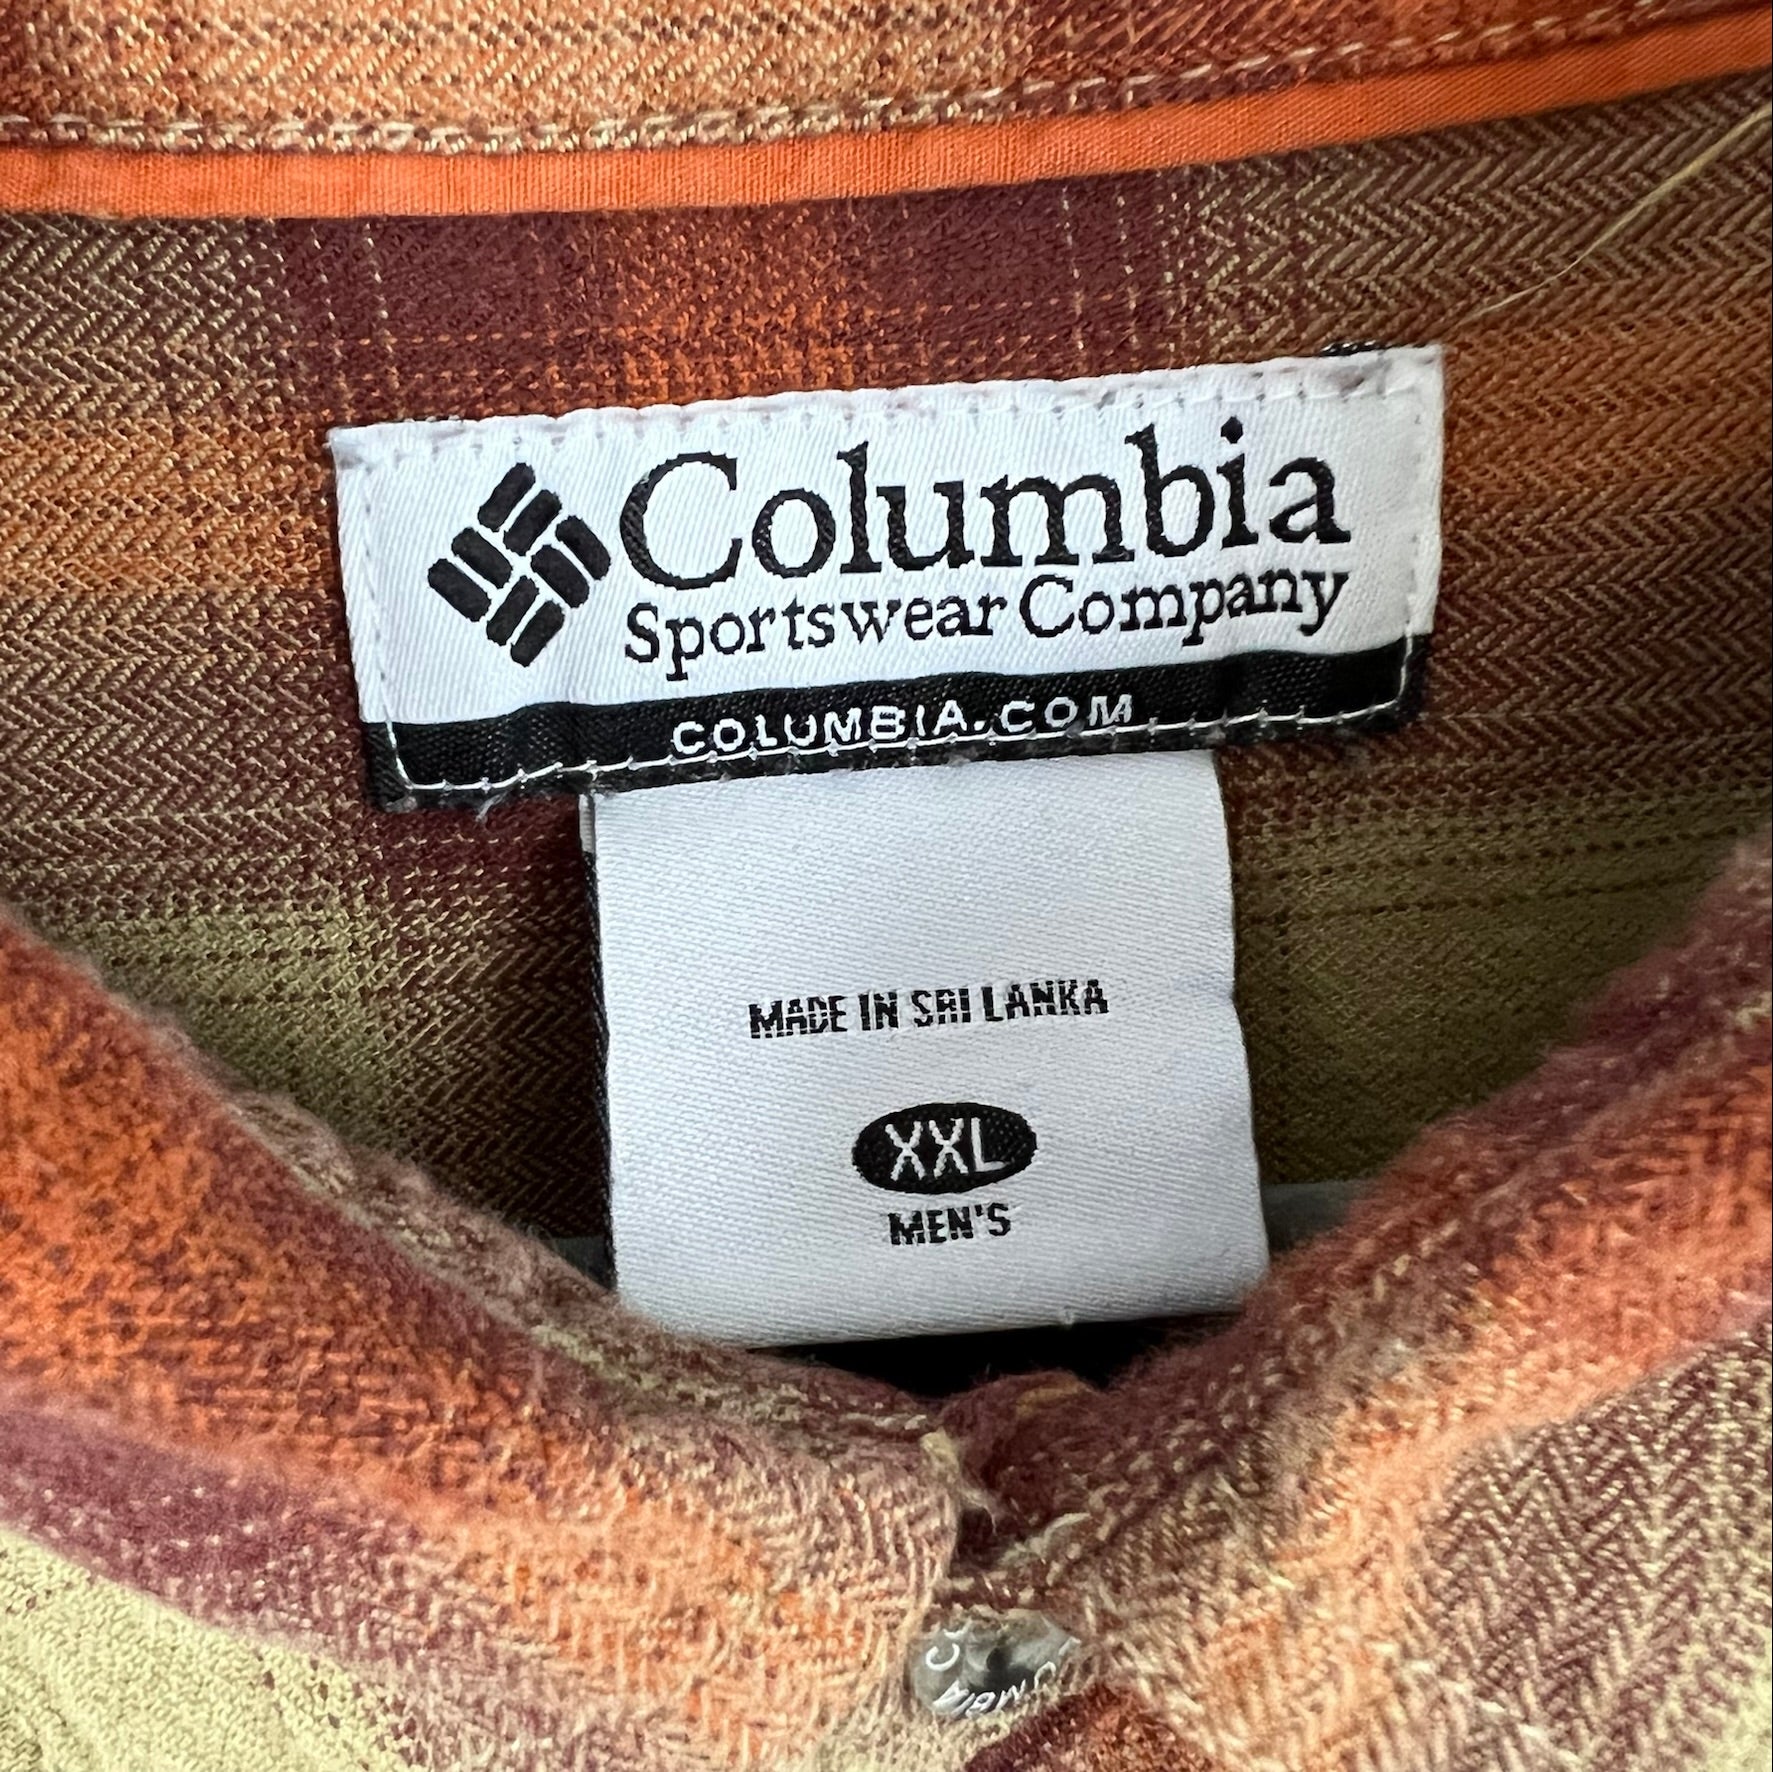 Columbia
Sportswear Company
COLUMBIA.COM
MADE IN SRI LANKA
XXL
MEN'S